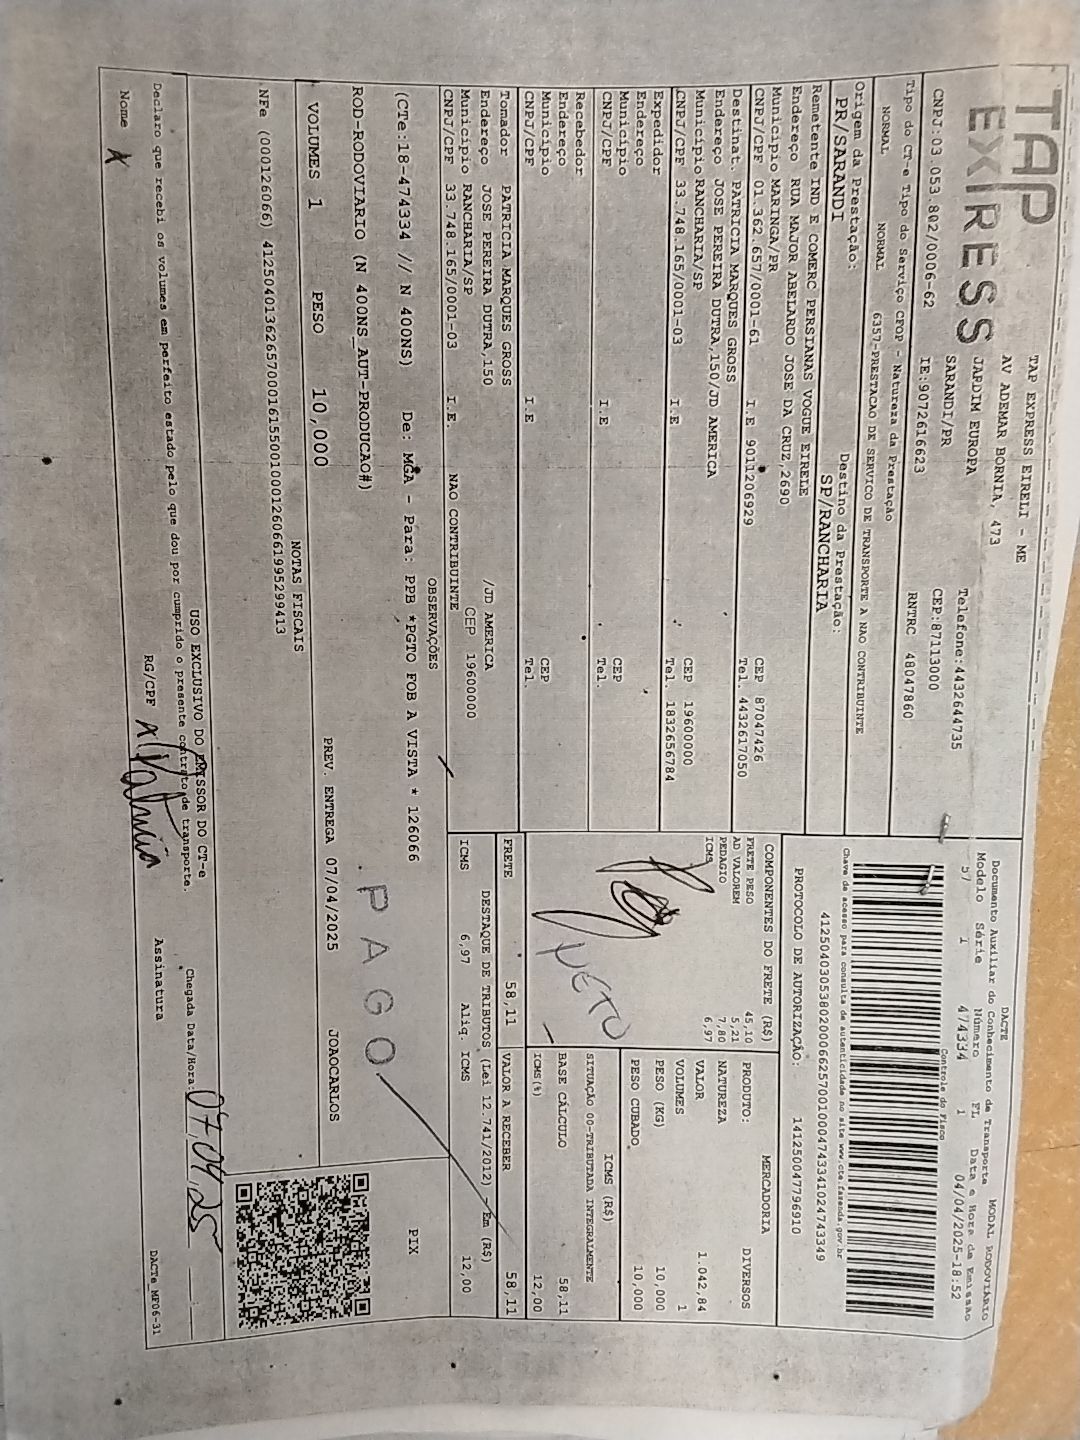 TAP
EXPRESS
TAP EXPRESS EIRELI - ME
AV ADEMAR BORNIA, 473
JARDIM EUROPA
SARANDI/PR
Telefone:4432644735
CEP:87113000
CNPJ:03.053.802/0006-62
IE:9072616623
RNTRC 48047860
DACTE
Documento Auxiliar do Conhecimento de Transporte MODAL RODOVIARIO
Modelo Série Número FL Data e Hora de Emissão
57 1 474334 1 04/04/2025-18:52
Controle do Fisco
Chave de acesso para consulta de autenticidade no site www.cte.fazenda.gov.br
PROTOCOLO DE AUTORIZAÇÃO: 141250047796910
Tipo do CT-e Tipo do Serviço CFOP - Natureza da Prestação
NORMAL NORMAL 6357-PRESTACAO DE SERVICO DE TRANSPORTE A NAO CONTRIBUINTE
Origem da Prestação: Destino da Prestação:
PR/SARANDI SP/RANCHARIA
Remetente IND E COMERC PERSIANAS VOGUE EIRELE
Endereço RUA MAJOR ABELARDO JOSE DA CRUZ,2690
Município MARINGA/PR CEP 87047426
CNPJ/CPF 01.362.657/0001-61 I.E 9011206929 Tel. 4432617050
Destinat. PATRICIA MARQUES GROSS
Endereço JOSE PEREIRA DUTRA,150/JD AMERICA
Município RANCHARIA/SP CEP 19600000
CNPJ/CPF 33.748.165/0001-03 I.E Tel. 1832656784
Expedidor
Endereço
Município CEP
CNPJ/CPF I.E Tel.
Recebedor
Endereço
Município CEP
CNPJ/CPF I.E Tel.
Tomador PATRICIA MARQUES GROSS
Endereço JOSE PEREIRA DUTRA,150 /JD AMERICA
Município RANCHARIA/SP CEP 19600000
CNPJ/CPF 33.748.165/0001-03 I.E. NAO CONTRIBUINTE
COMPONENTES DO FRETE (R$)
FRETE PESO 45,10
AD VALOREM 5,21
PEDAGIO 7,80
ICMS 6,97
NETO
MERCADORIA
PRODUTO: DIVERSOS
NATUREZA
VALOR 1.042,84
VOLUMES 1
PESO (KG) 10,000
PESO CUBADO 10,000
ICMS (R$)
SITUAÇÃO 00-TRIBUTADA INTEGRALMENTE
BASE CÁLCULO 58,11
ICMS(%) 12,00
FRETE 58,11 VALOR A RECEBER 58,11
DESTAQUE DE TRIBUTOS (Lei 12.741/2012) - Em (R$)
ICMS 6,97 Aliq. ICMS 12,00
OBSERVAÇÕES
(CTe:18-474334 // N 400NS) De: MGA - Para: PPB *PGTO FOB A VISTA * 126066
ROD-RODOVIARIO (N 400NS_AUT-PRODUCAO#)
PAGO
PIX
VOLUMES 1 PESO 10,000 PREV. ENTREGA 07/04/2025 JOAOCARLOS
NOTAS FISCAIS
USO EXCLUSIVO DO EMISSOR DO CT-e
Declaro que recebi os volumes em perfeito estado pelo que dou por cumprido o presente contrato de transporte.
Chegada Data/Hora: 07,04,25
Nome X RG/CPF X Patricia Assinatura
DACTe MF06-31